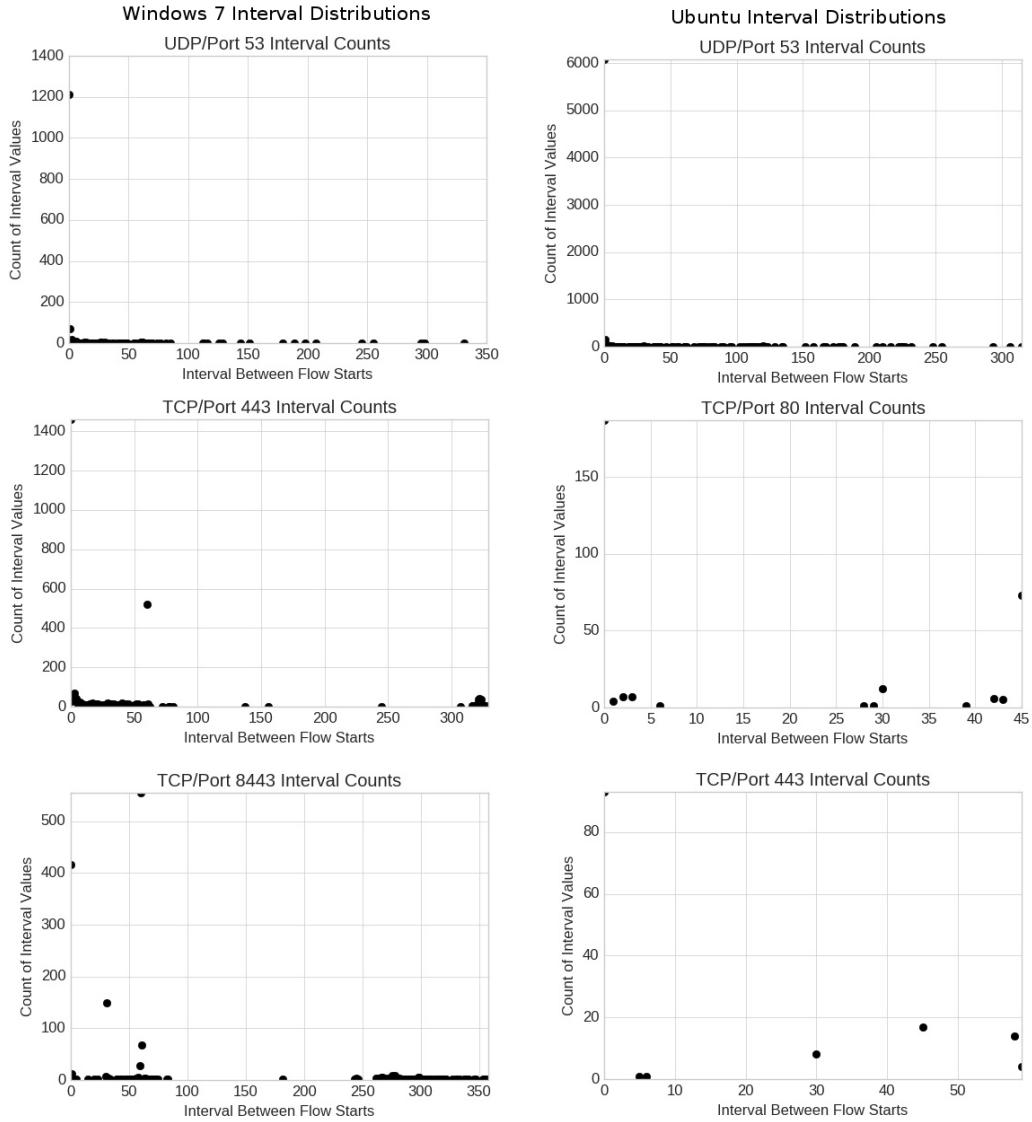 Windows 7 Interval Distributions
Ubuntu Interval Distributions
UDP/Port 53 Interval Counts
1400
1200
1000
800
600
400
200
0
Count of Interval Values
0 50 100 150 200 250 300 350
Interval Between Flow Starts
UDP/Port 53 Interval Counts
6000
5000
4000
3000
2000
1000
0
Count of Interval Values
50 100 150 200 250 300
Interval Between Flow Starts
TCP/Port 443 Interval Counts
1400
1200
1000
800
600
400
200
0
Count of Interval Values
0 50 100 150 200 250 300
Interval Between Flow Starts
TCP/Port 80 Interval Counts
150
100
50
0
Count of Interval Values
0 5 10 15 20 25 30 35 40 45
Interval Between Flow Starts
TCP/Port 8443 Interval Counts
500
400
300
200
100
0
Count of Interval Values
0 50 100 150 200 250 300 350
Interval Between Flow Starts
TCP/Port 443 Interval Counts
80
60
40
20
0
Count of Interval Values
0 10 20 30 40 50
Interval Between Flow Starts